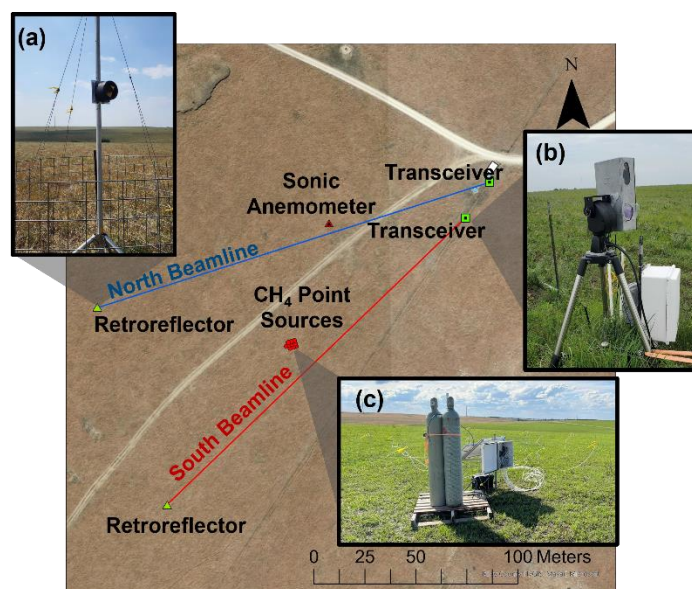 (a)
N
(b)
Transceiver
Sonic
Anemometer
Transceiver
North Beamline
CH₄ Point
Sources
Retroreflector
(c)
South Beamline
Retroreflector
0 25 50 100 Meters